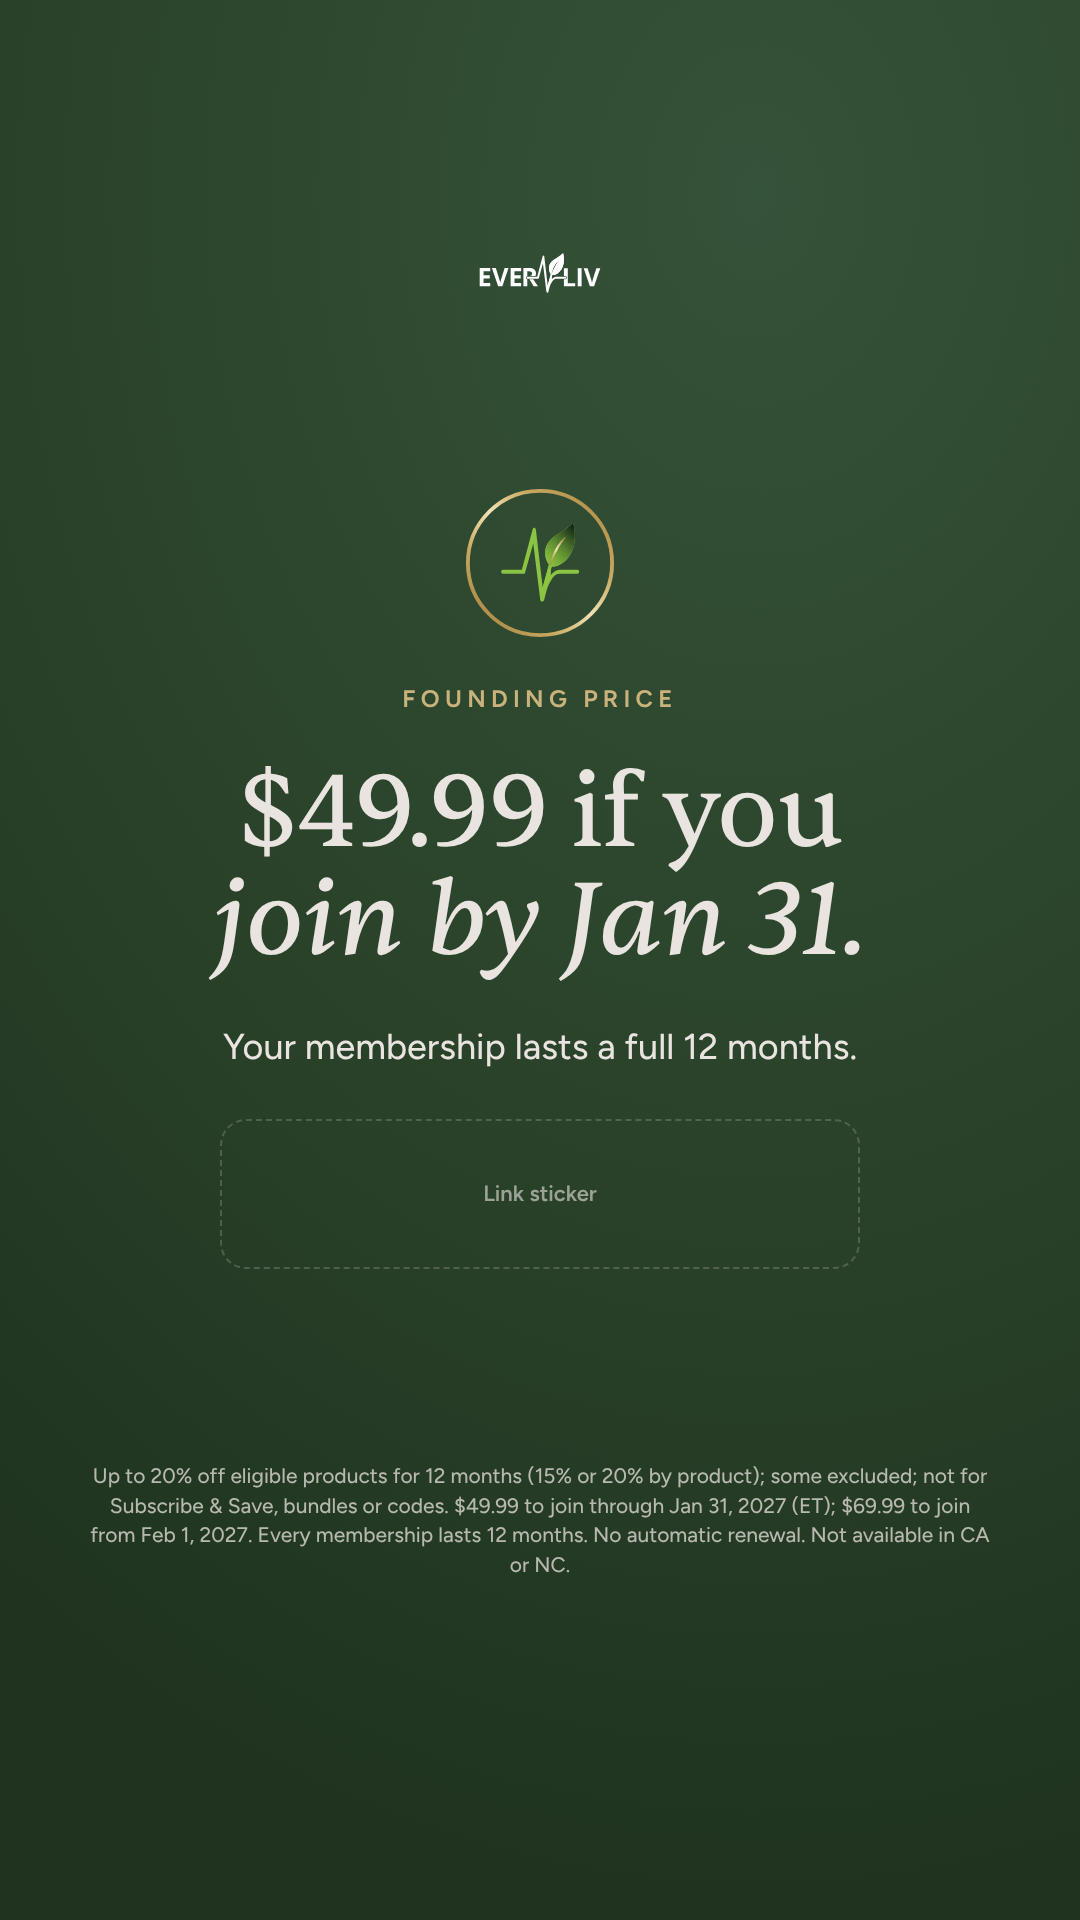 EVERLIV
FOUNDING PRICE
$49.99 if you
join by Jan 31.
Your membership lasts a full 12 months.
Link sticker
Up to 20% off eligible products for 12 months (15% or 20% by product); some excluded; not for
Subscribe & Save, bundles or codes. $49.99 to join through Jan 31, 2027 (ET); $69.99 to join
from Feb 1, 2027. Every membership lasts 12 months. No automatic renewal. Not available in CA
or NC.